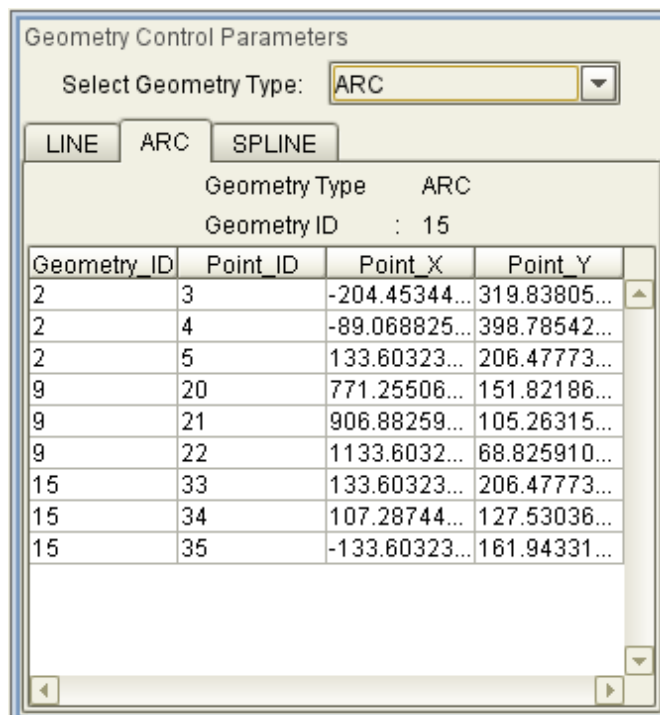 Geometry Control Parameters
Select Geometry Type: ARC
LINE ARC SPLINE
Geometry Type ARC
Geometry ID : 15
Geometry_ID Point_ID Point_X Point_Y
2 3 -204.45344... 319.83805...
2 4 -89.068825... 398.78542...
2 5 133.60323... 206.47773...
9 20 771.25506... 151.82186...
9 21 906.88259... 105.26315...
9 22 1133.6032... 68.825910...
15 33 133.60323... 206.47773...
15 34 107.28744... 127.53036...
15 35 -133.60323... 161.94331...